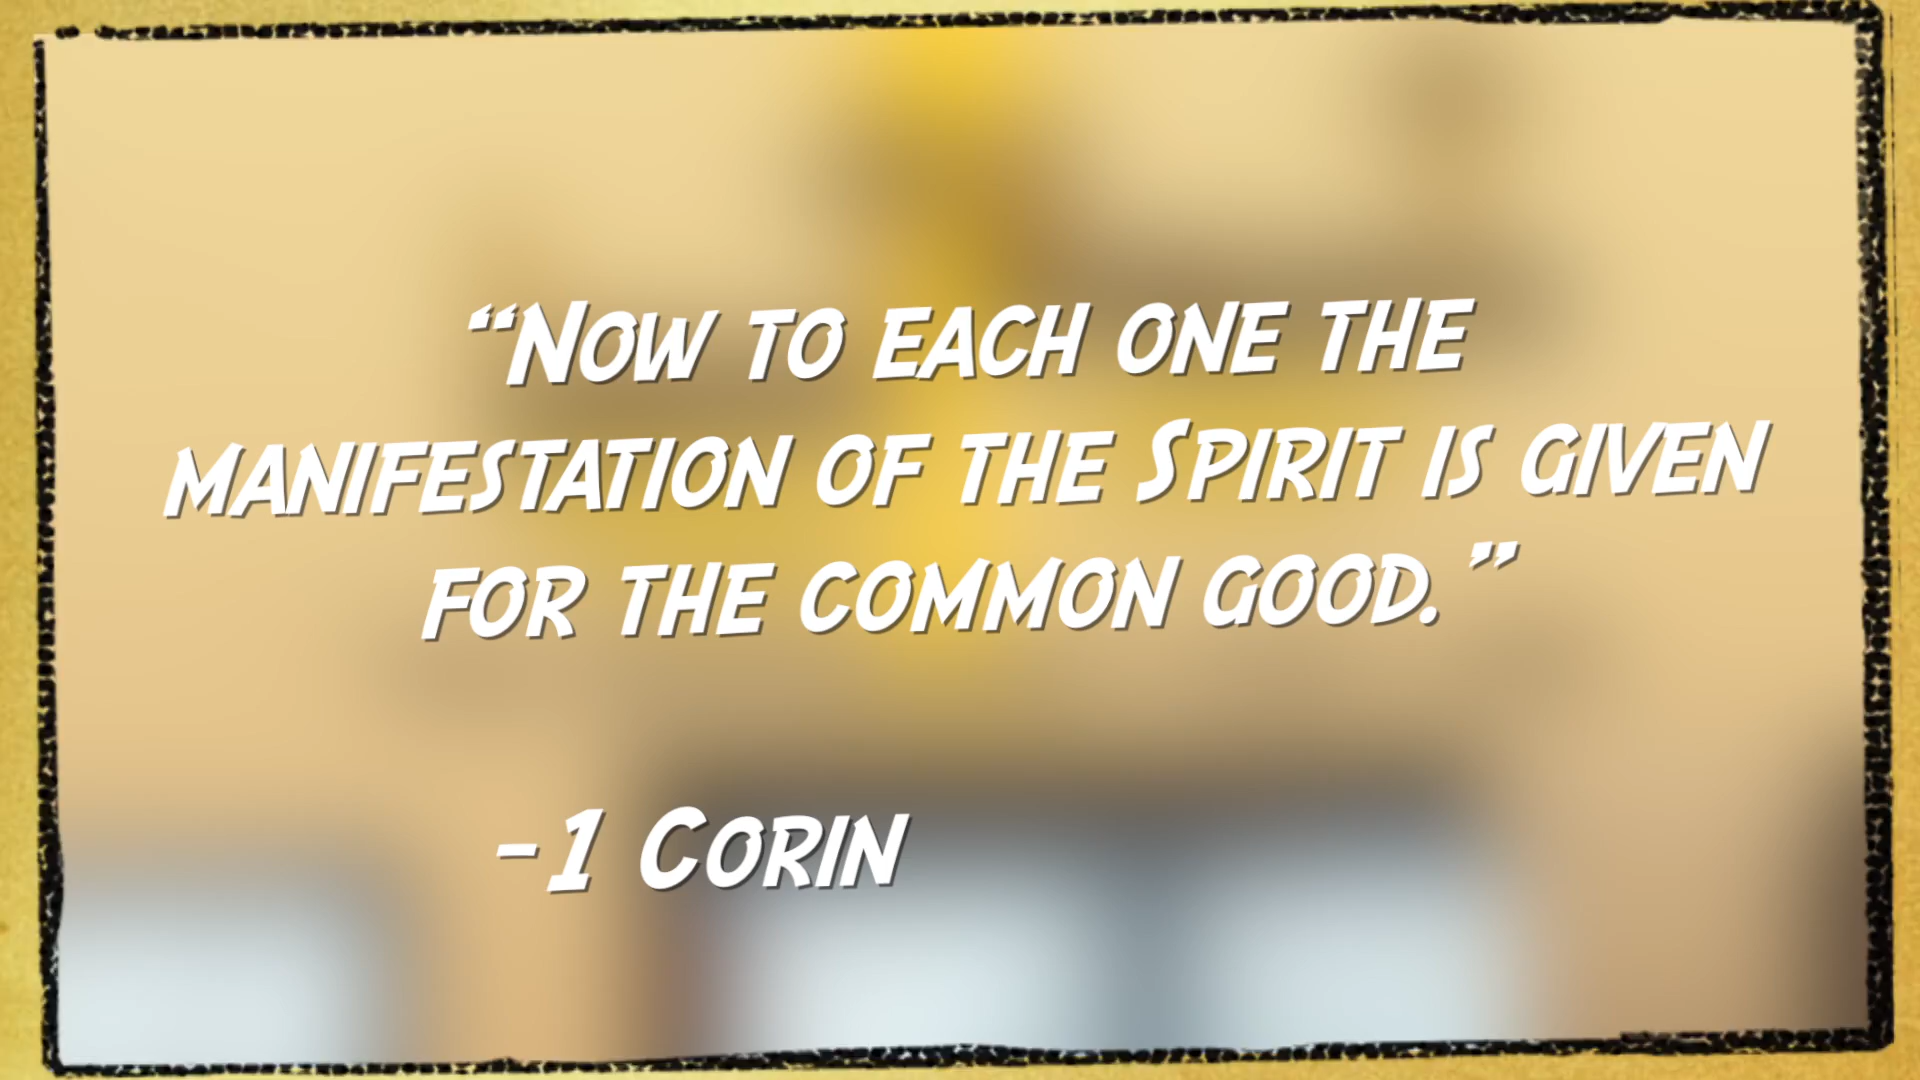 “Now to each one the
manifestation of the Spirit is given
for the common good.”
-1 Corin